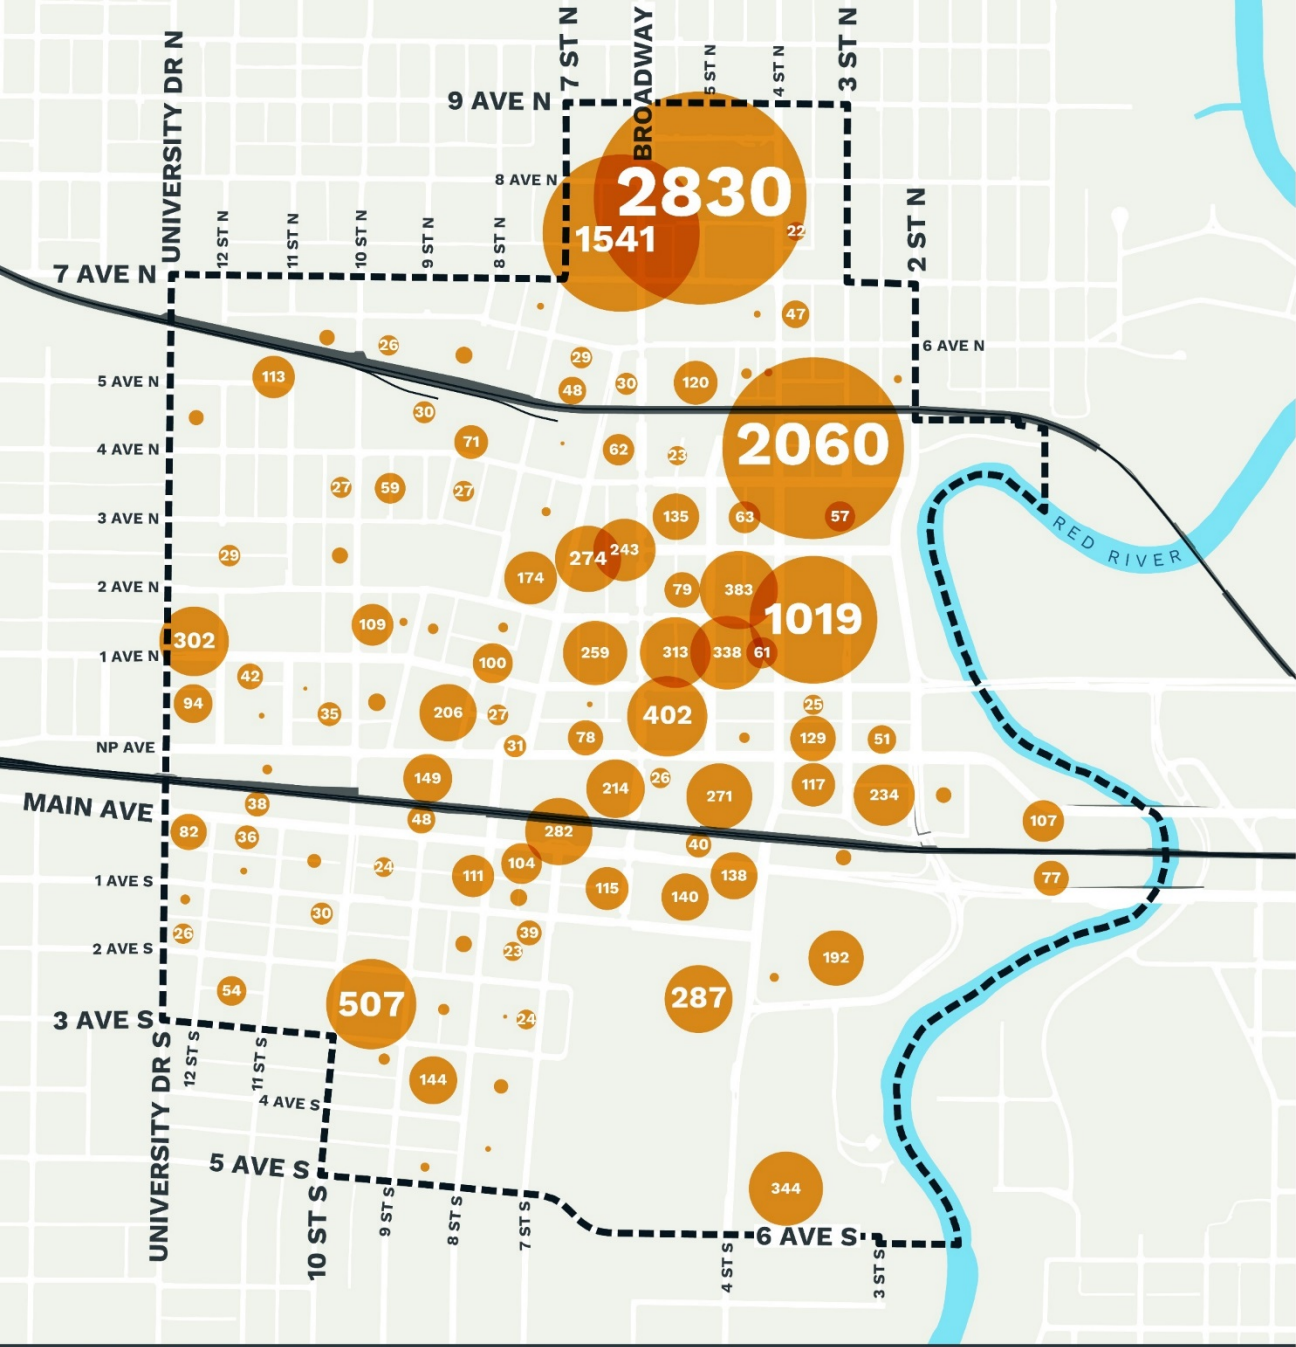 7 ST N
BROADWAY
5 ST N
4 ST N
3 ST N
UNIVERSITY DR N
9 AVE N
8 AVE N
2830
1541
22
2 ST N
12 ST N
11 ST N
10 ST N
9 ST N
8 ST N
7 AVE N
47
26
29
6 AVE N
113
5 AVE N
48
30
120
30
71
62
23
2060
4 AVE N
27
59
27
135
63
57
3 AVE N
RED RIVER
29
274
243
174
79
383
1019
2 AVE N
109
302
259
313
338
61
1 AVE N
100
42
94
35
206
27
402
25
78
129
51
NP AVE
31
149
26
214
271
117
234
MAIN AVE
38
48
107
82
36
282
40
24
104
111
115
140
138
77
1 AVE S
30
26
39
23
2 AVE S
192
54
507
287
24
3 AVE S
12 ST S
11 ST S
UNIVERSITY DR S
144
4 AVE S
5 AVE S
10 ST S
9 ST S
8 ST S
7 ST S
344
6 AVE S
4 ST S
3 ST S